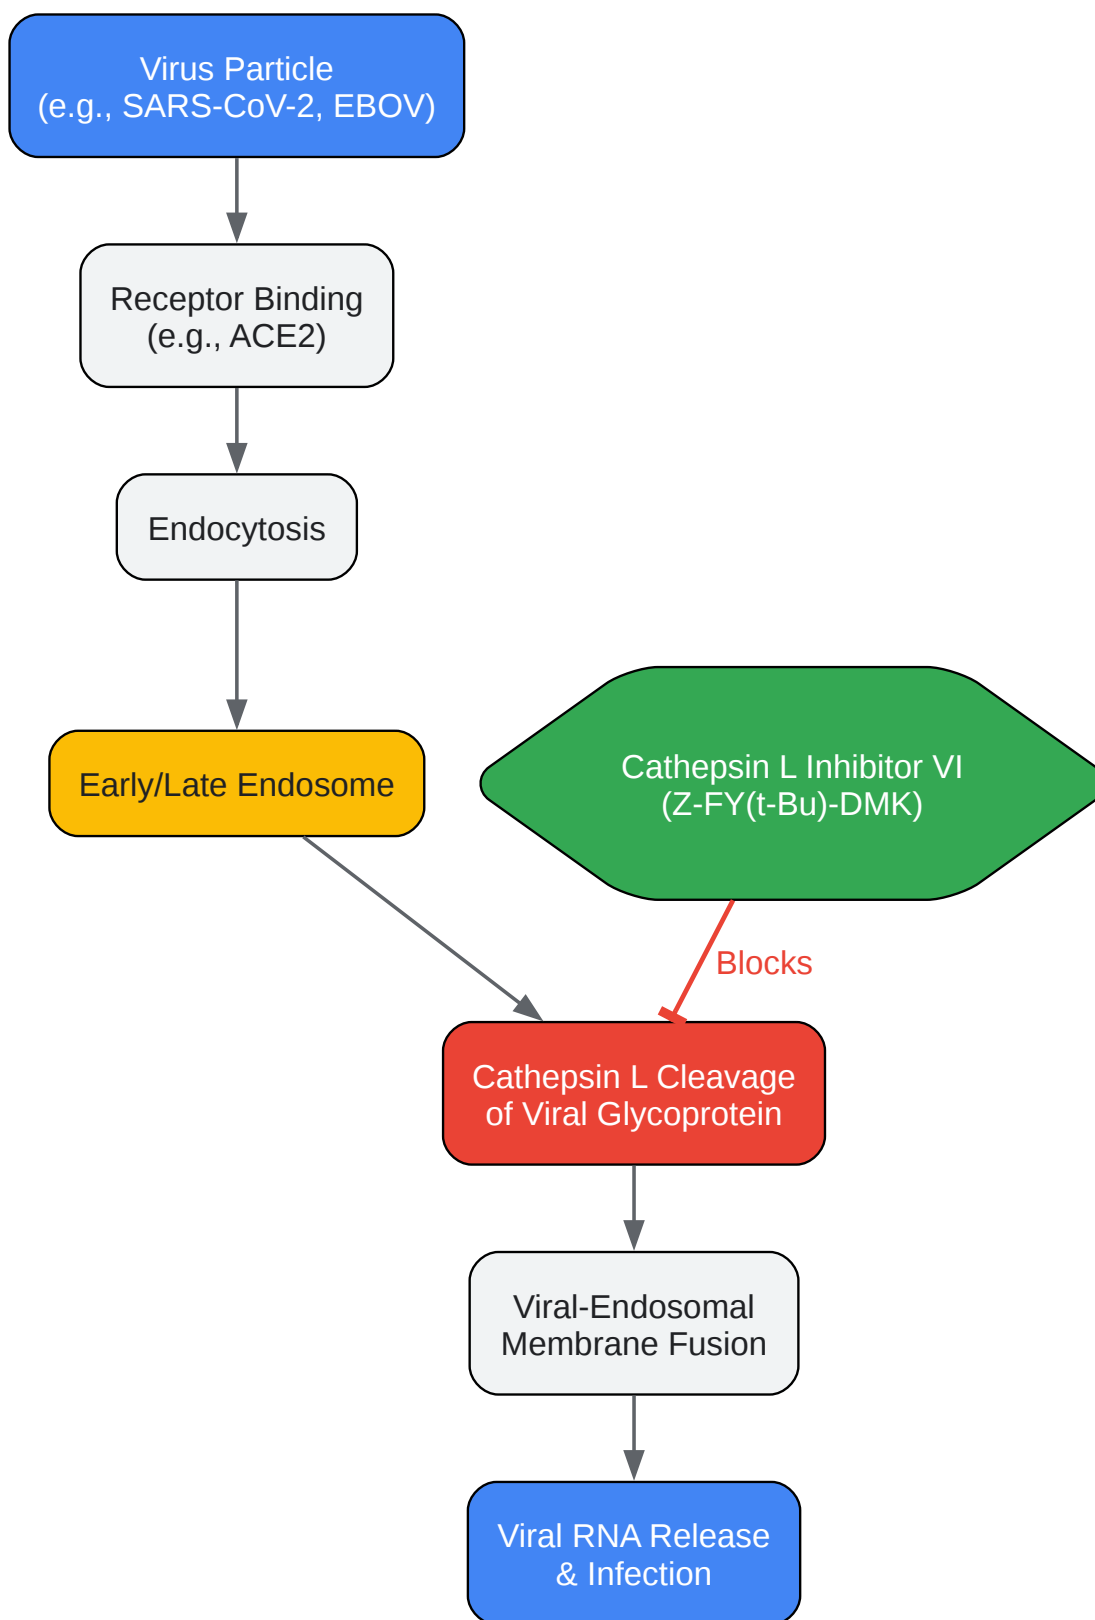 Virus Particle
(e.g., SARS-CoV-2, EBOV)
Receptor Binding
(e.g., ACE2)
Endocytosis
Early/Late Endosome
Cathepsin L Inhibitor VI
(Z-FY(t-Bu)-DMK)
Blocks
Cathepsin L Cleavage
of Viral Glycoprotein
Viral-Endosomal
Membrane Fusion
Viral RNA Release
& Infection